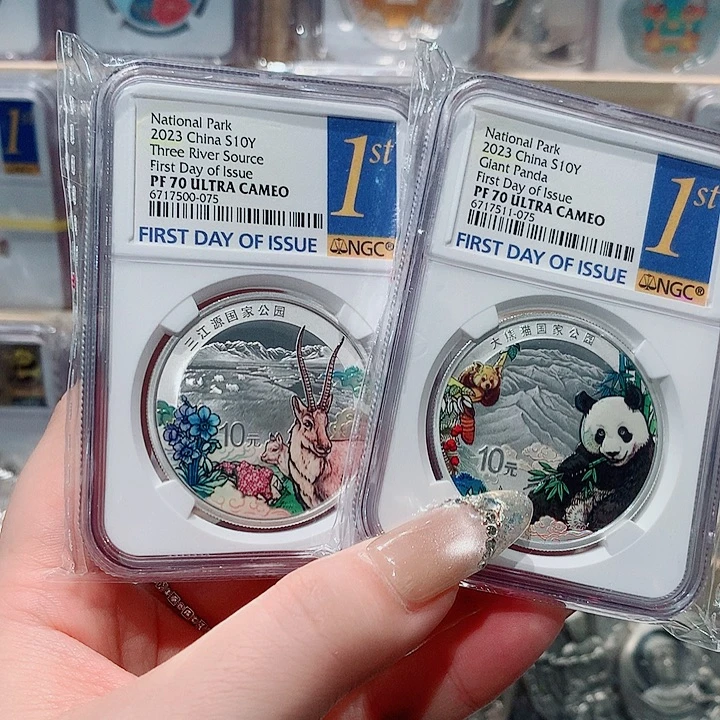 National Park
2023 China S10Y
Three River Source
First Day of Issue
PF 70 ULTRA CAMEO
6717500-075
1st
FIRST DAY OF ISSUE
NGC®
三江源国家公园
10元
National Park
2023 China S10Y
Giant Panda
First Day of Issue
PF 70 ULTRA CAMEO
6717511-075
1st
FIRST DAY OF ISSUE
NGC®
大熊猫国家公园
10元
1